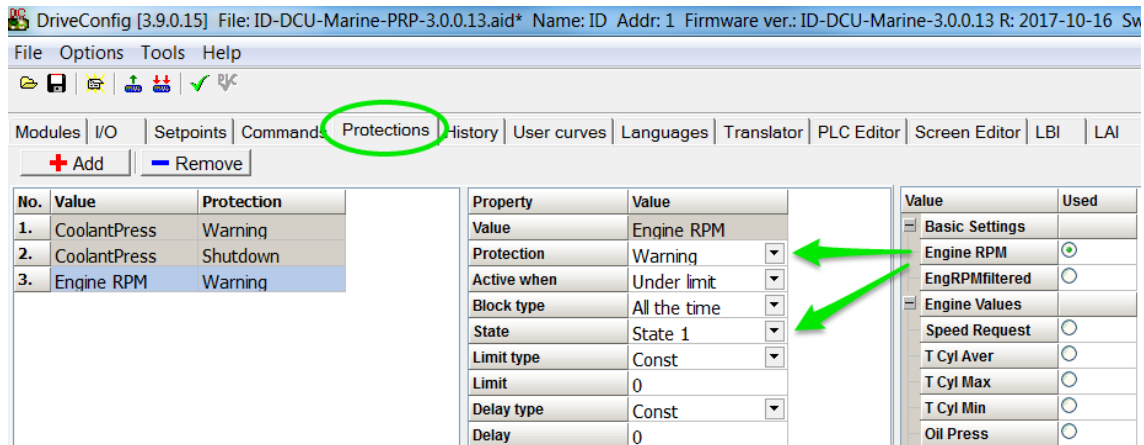 DriveConfig [3.9.0.15] File: ID-DCU-Marine-PRP-3.0.0.13.aid* Name: ID Addr: 1 Firmware ver.: ID-DCU-Marine-3.0.0.13 R: 2017-10-16 Sw
File Options Tools Help
Modules I/O Setpoints Commands Protections History User curves Languages Translator PLC Editor Screen Editor LBI LAI
Add Remove
No. Value Protection
1. CoolantPress Warning
2. CoolantPress Shutdown
3. Engine RPM Warning
Property Value
Value Engine RPM
Protection Warning
Active when Under limit
Block type All the time
State State 1
Limit type Const
Limit 0
Delay type Const
Delay 0
Value Used
Basic Settings
Engine RPM
EngRPMfiltered
Engine Values
Speed Request
T Cyl Aver
T Cyl Max
T Cyl Min
Oil Press